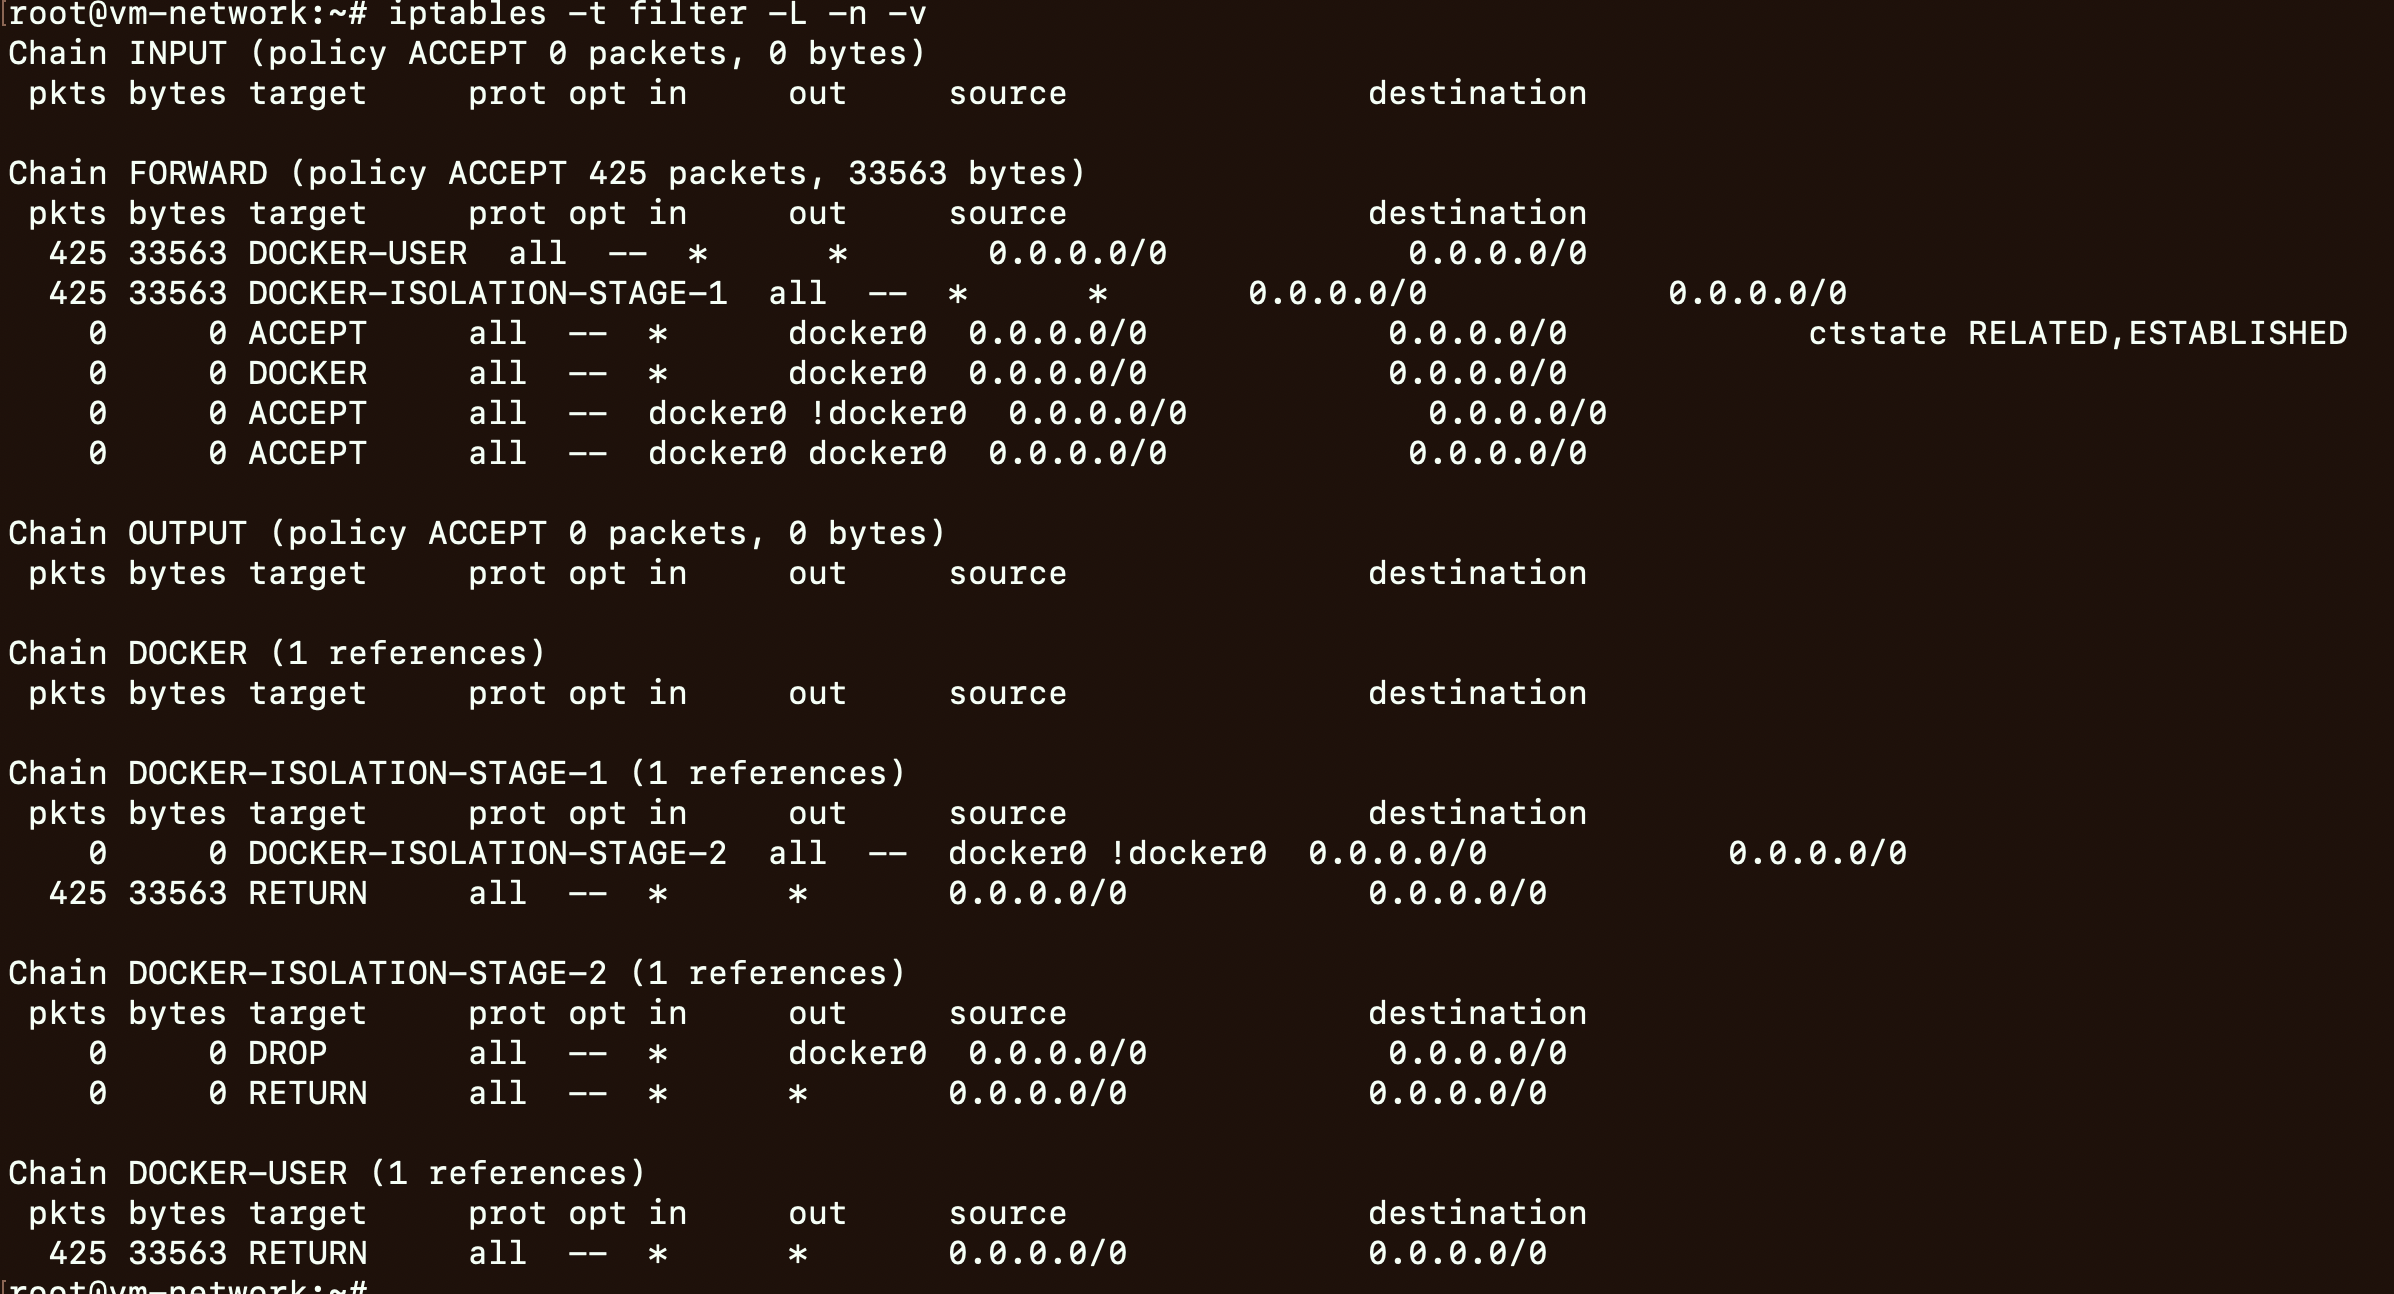 [root@vm-network:~# iptables -t filter -L -n -v
Chain INPUT (policy ACCEPT 0 packets, 0 bytes)
 pkts bytes target     prot opt in     out     source               destination

Chain FORWARD (policy ACCEPT 425 packets, 33563 bytes)
 pkts bytes target     prot opt in     out     source               destination
  425 33563 DOCKER-USER  all  --  *      *       0.0.0.0/0            0.0.0.0/0
  425 33563 DOCKER-ISOLATION-STAGE-1  all  --  *      *       0.0.0.0/0            0.0.0.0/0
    0     0 ACCEPT     all  --  *      docker0  0.0.0.0/0            0.0.0.0/0            ctstate RELATED,ESTABLISHED
    0     0 DOCKER     all  --  *      docker0  0.0.0.0/0            0.0.0.0/0
    0     0 ACCEPT     all  --  docker0 !docker0  0.0.0.0/0            0.0.0.0/0
    0     0 ACCEPT     all  --  docker0 docker0  0.0.0.0/0            0.0.0.0/0

Chain OUTPUT (policy ACCEPT 0 packets, 0 bytes)
 pkts bytes target     prot opt in     out     source               destination

Chain DOCKER (1 references)
 pkts bytes target     prot opt in     out     source               destination

Chain DOCKER-ISOLATION-STAGE-1 (1 references)
 pkts bytes target     prot opt in     out     source               destination
    0     0 DOCKER-ISOLATION-STAGE-2  all  --  docker0 !docker0  0.0.0.0/0            0.0.0.0/0
  425 33563 RETURN     all  --  *      *       0.0.0.0/0            0.0.0.0/0

Chain DOCKER-ISOLATION-STAGE-2 (1 references)
 pkts bytes target     prot opt in     out     source               destination
    0     0 DROP       all  --  *      docker0  0.0.0.0/0            0.0.0.0/0
    0     0 RETURN     all  --  *      *       0.0.0.0/0            0.0.0.0/0

Chain DOCKER-USER (1 references)
 pkts bytes target     prot opt in     out     source               destination
  425 33563 RETURN     all  --  *      *       0.0.0.0/0            0.0.0.0/0
[root@vm-network:~#